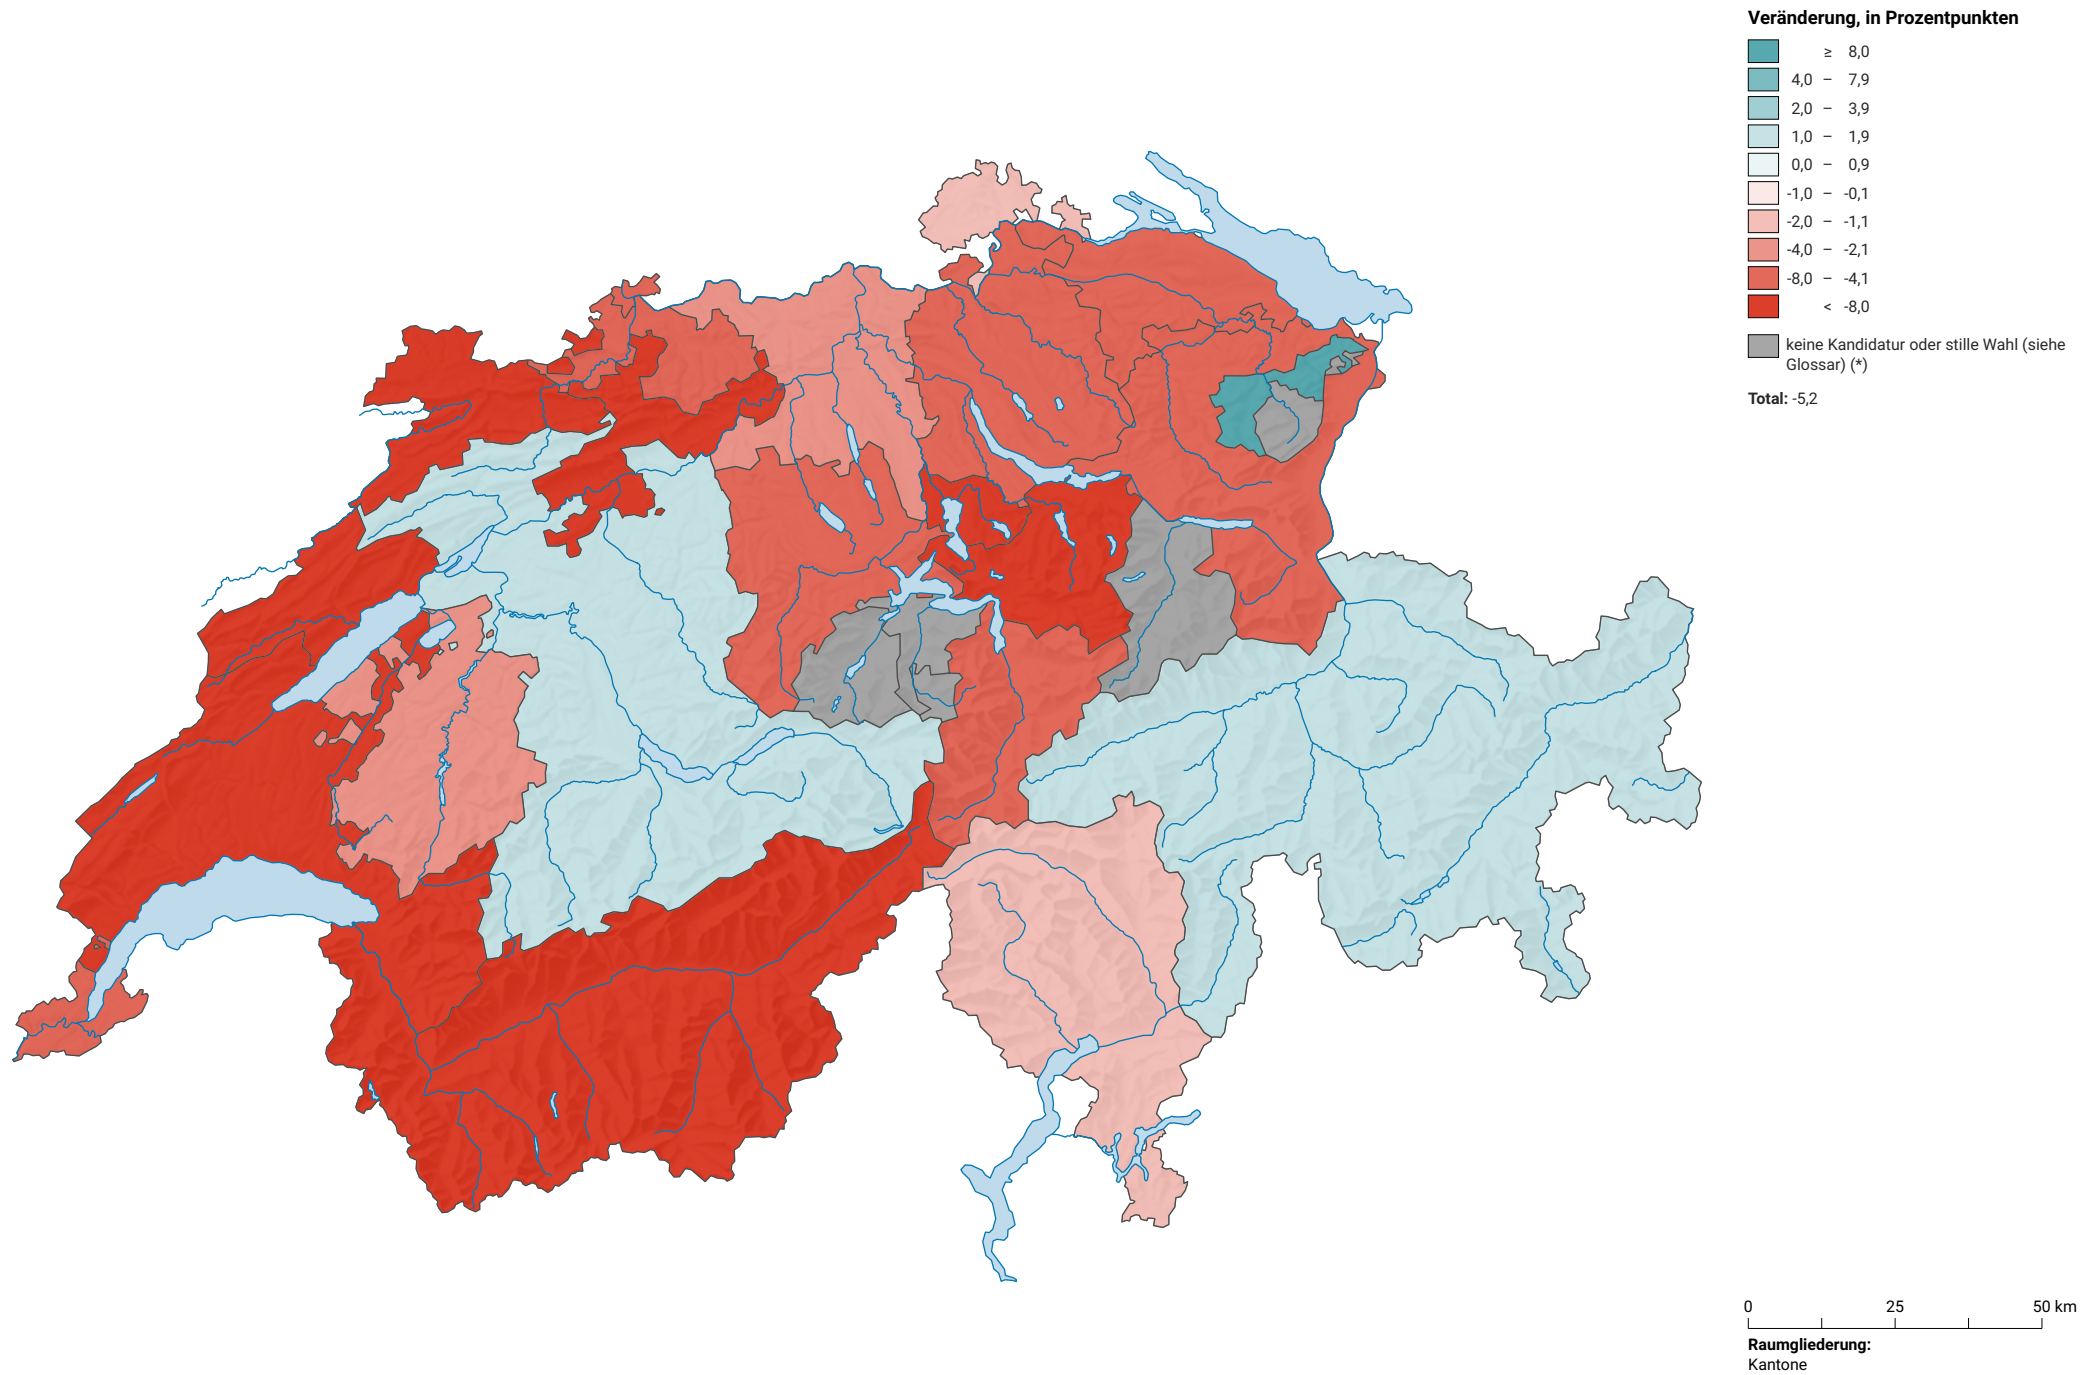 Veränderung, in Prozentpunkten
≥ 8,0
4,0 – 7,9
2,0 – 3,9
1,0 – 1,9
0,0 – 0,9
-1,0 – -0,1
-2,0 – -1,1
-4,0 – -2,1
-8,0 – -4,1
< -8,0
keine Kandidatur oder stille Wahl (siehe
Glossar) (*)
Total: -5,2
0 25 50 km
Raumgliederung:
Kantone